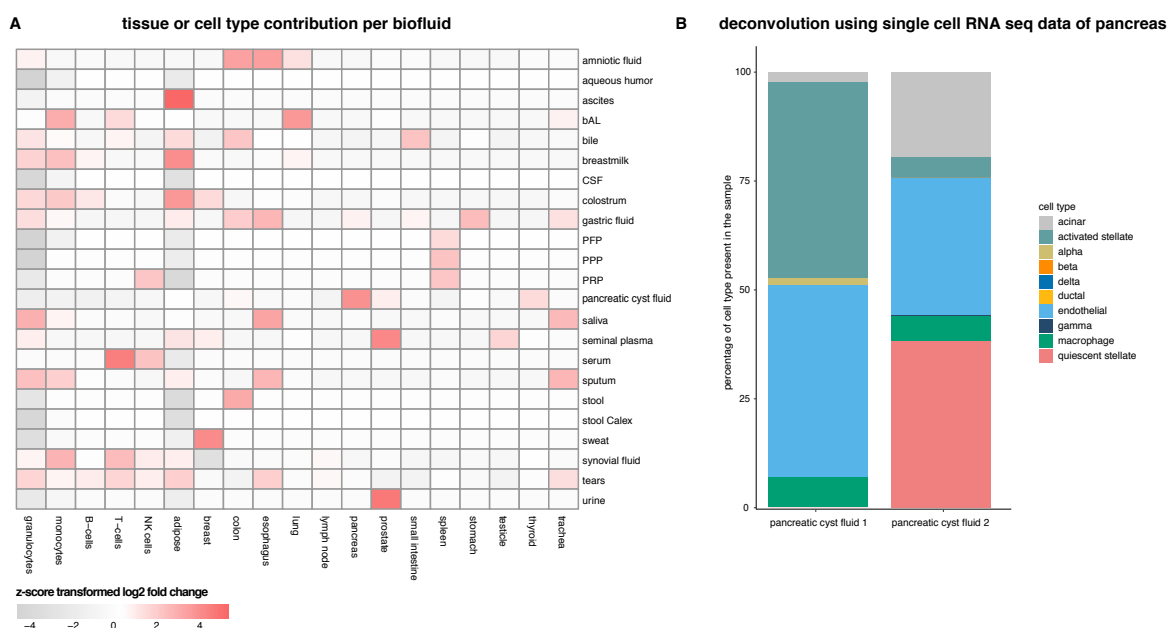 A
tissue or cell type contribution per biofluid
amniotic fluid
aqueous humor
ascites
bAL
bile
breastmilk
CSF
colostrum
gastric fluid
PFP
PPP
PRP
pancreatic cyst fluid
saliva
seminal plasma
serum
sputum
stool
stool Calex
sweat
synovial fluid
tears
urine
granulocytes
monocytes
B−cells
T−cells
NK cells
adipose
breast
colon
esophagus
lung
lymph node
pancreas
prostate
small intestine
spleen
stomach
testicle
thyroid
trachea
z-score transformed log2 fold change
−4 −2 0 2 4
B
deconvolution using single cell RNA seq data of pancreas
percentage of cell type present in the sample
100
75
50
25
0
pancreatic cyst fluid 1 pancreatic cyst fluid 2
cell type
acinar
activated stellate
alpha
beta
delta
ductal
endothelial
gamma
macrophage
quiescent stellate